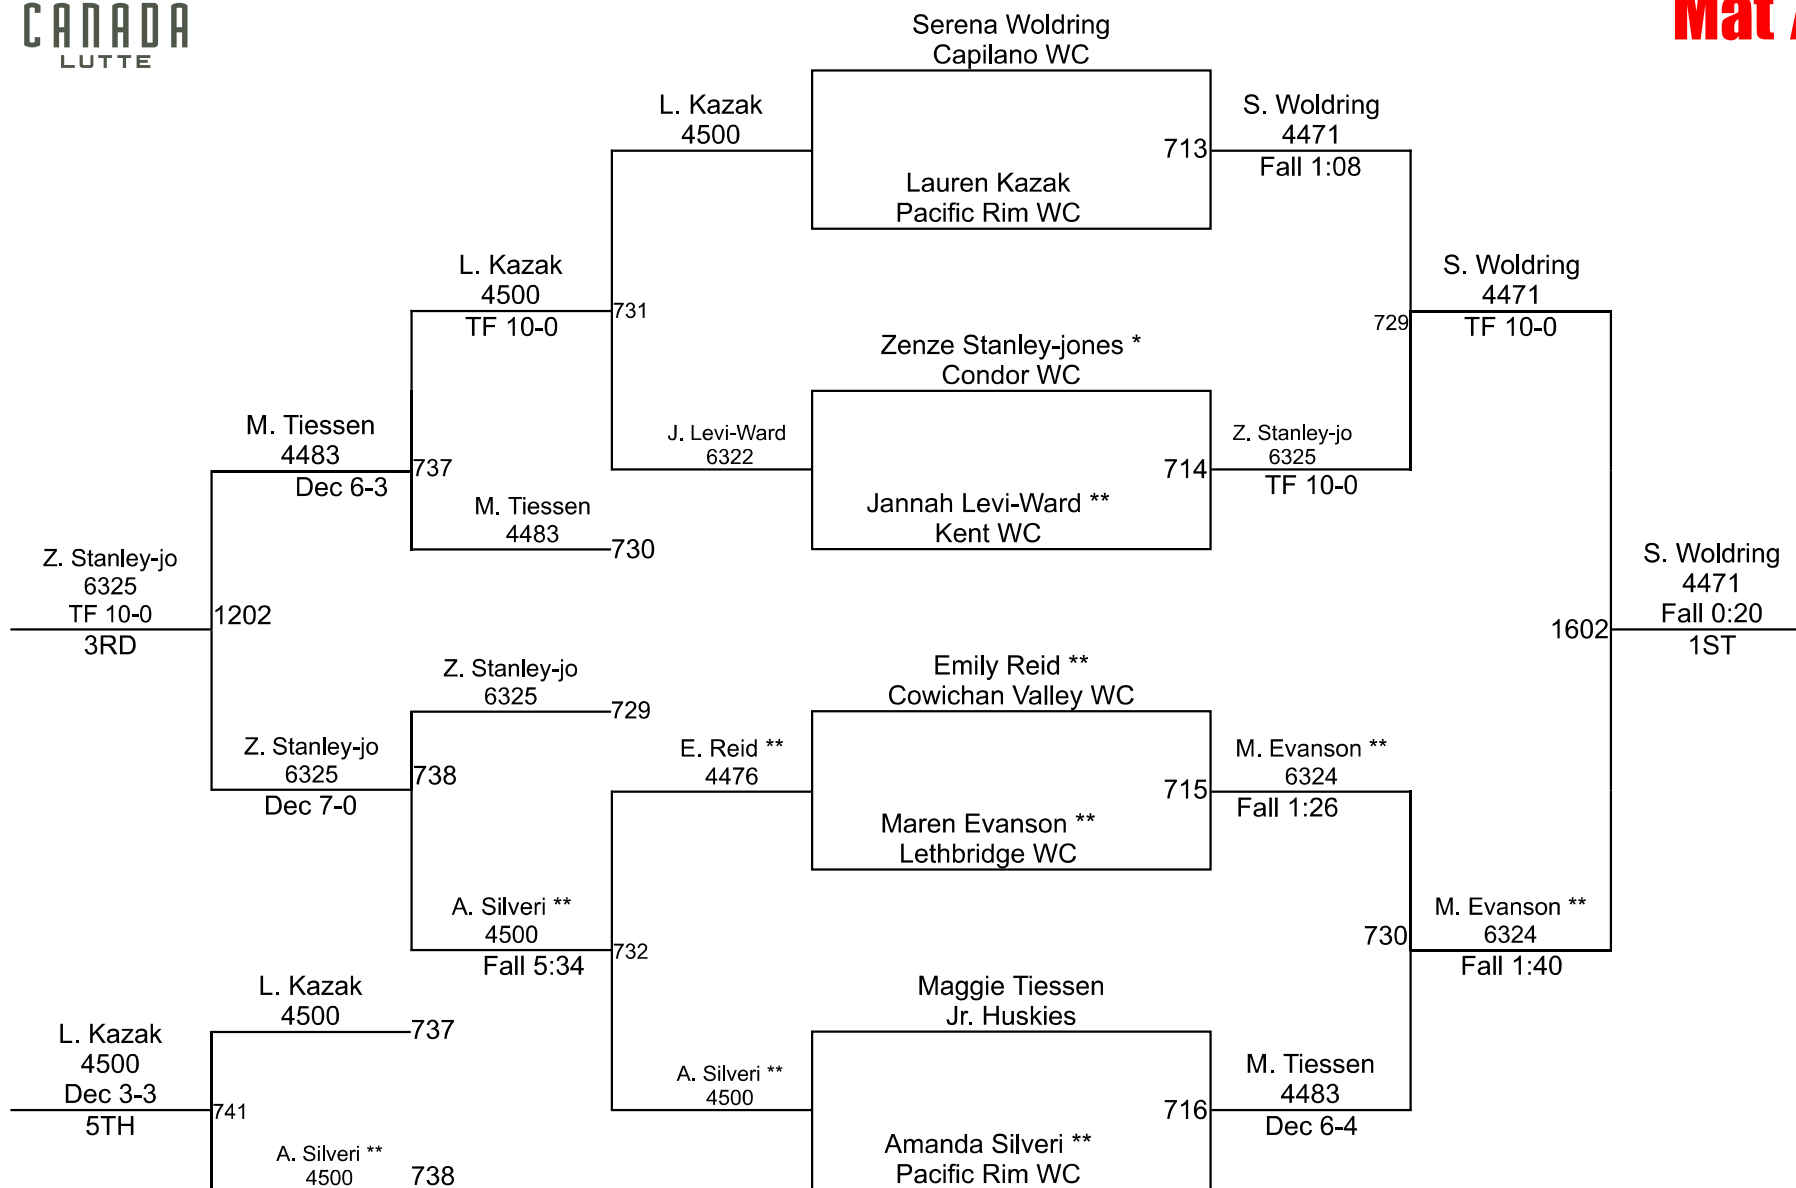 CANADA
LUTTE
Mat
Serena Woldring
Capilano WC
L. Kazak
4500
713
S. Woldring
4471
Fall 1:08
Lauren Kazak
Pacific Rim WC
L. Kazak
4500
TF 10-0
731
S. Woldring
4471
TF 10-0
729
Zenze Stanley-jones *
Condor WC
M. Tiessen
4483
Dec 6-3
737
J. Levi-Ward
6322
714
Z. Stanley-jo
6325
TF 10-0
M. Tiessen
4483
730
Jannah Levi-Ward **
Kent WC
Z. Stanley-jo
6325
TF 10-0
3RD
1202
1602
S. Woldring
4471
Fall 0:20
1ST
Z. Stanley-jo
6325
729
Emily Reid **
Cowichan Valley WC
Z. Stanley-jo
6325
Dec 7-0
738
E. Reid **
4476
715
M. Evanson **
6324
Fall 1:26
Maren Evanson **
Lethbridge WC
A. Silveri **
4500
Fall 5:34
732
730
M. Evanson **
6324
Fall 1:40
L. Kazak
4500
737
Maggie Tiessen
Jr. Huskies
L. Kazak
4500
Dec 3-3
5TH
741
A. Silveri **
4500
716
M. Tiessen
4483
Dec 6-4
A. Silveri **
4500
738
Amanda Silveri **
Pacific Rim WC